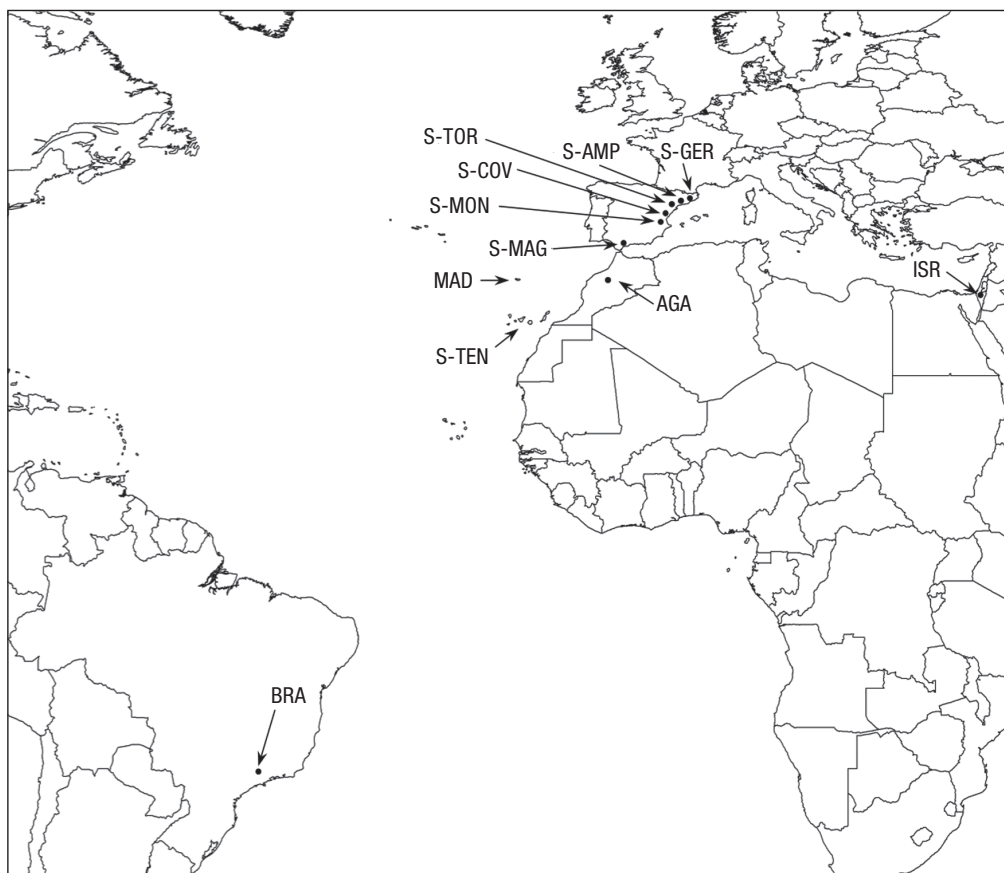 S-TOR
S-AMP
S-GER
S-COV
S-MON
S-MAG
MAD
ISR
AGA
S-TEN
BRA